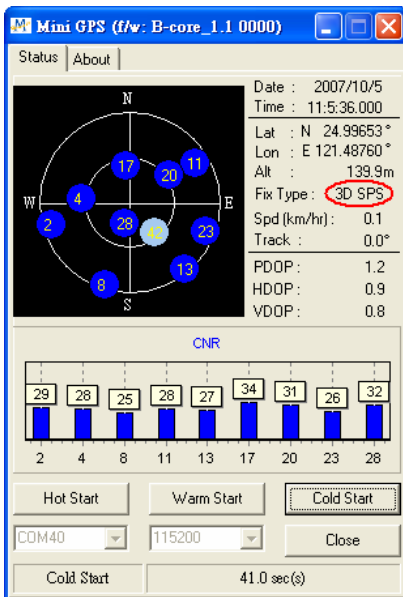 Mini GPS (f/w: B-core_1.1 0000)
Status About
Date : 2007/10/5
Time : 11:5:36.000
Lat : N 24.99653°
Lon : E 121.48760°
Alt : 139.9m
Fix Type : 3D SPS
Spd (km/hr) : 0.1
Track : 0.0°
PDOP : 1.2
HDOP : 0.9
VDOP : 0.8
N
17 20 11
W 4 E
2 28 42 23
13
8
S
CNR
29 28 25 28 27 34 31 26 32
2 4 8 11 13 17 20 23 28
Hot Start Warm Start Cold Start
COM40 115200 Close
Cold Start 41.0 sec(s)